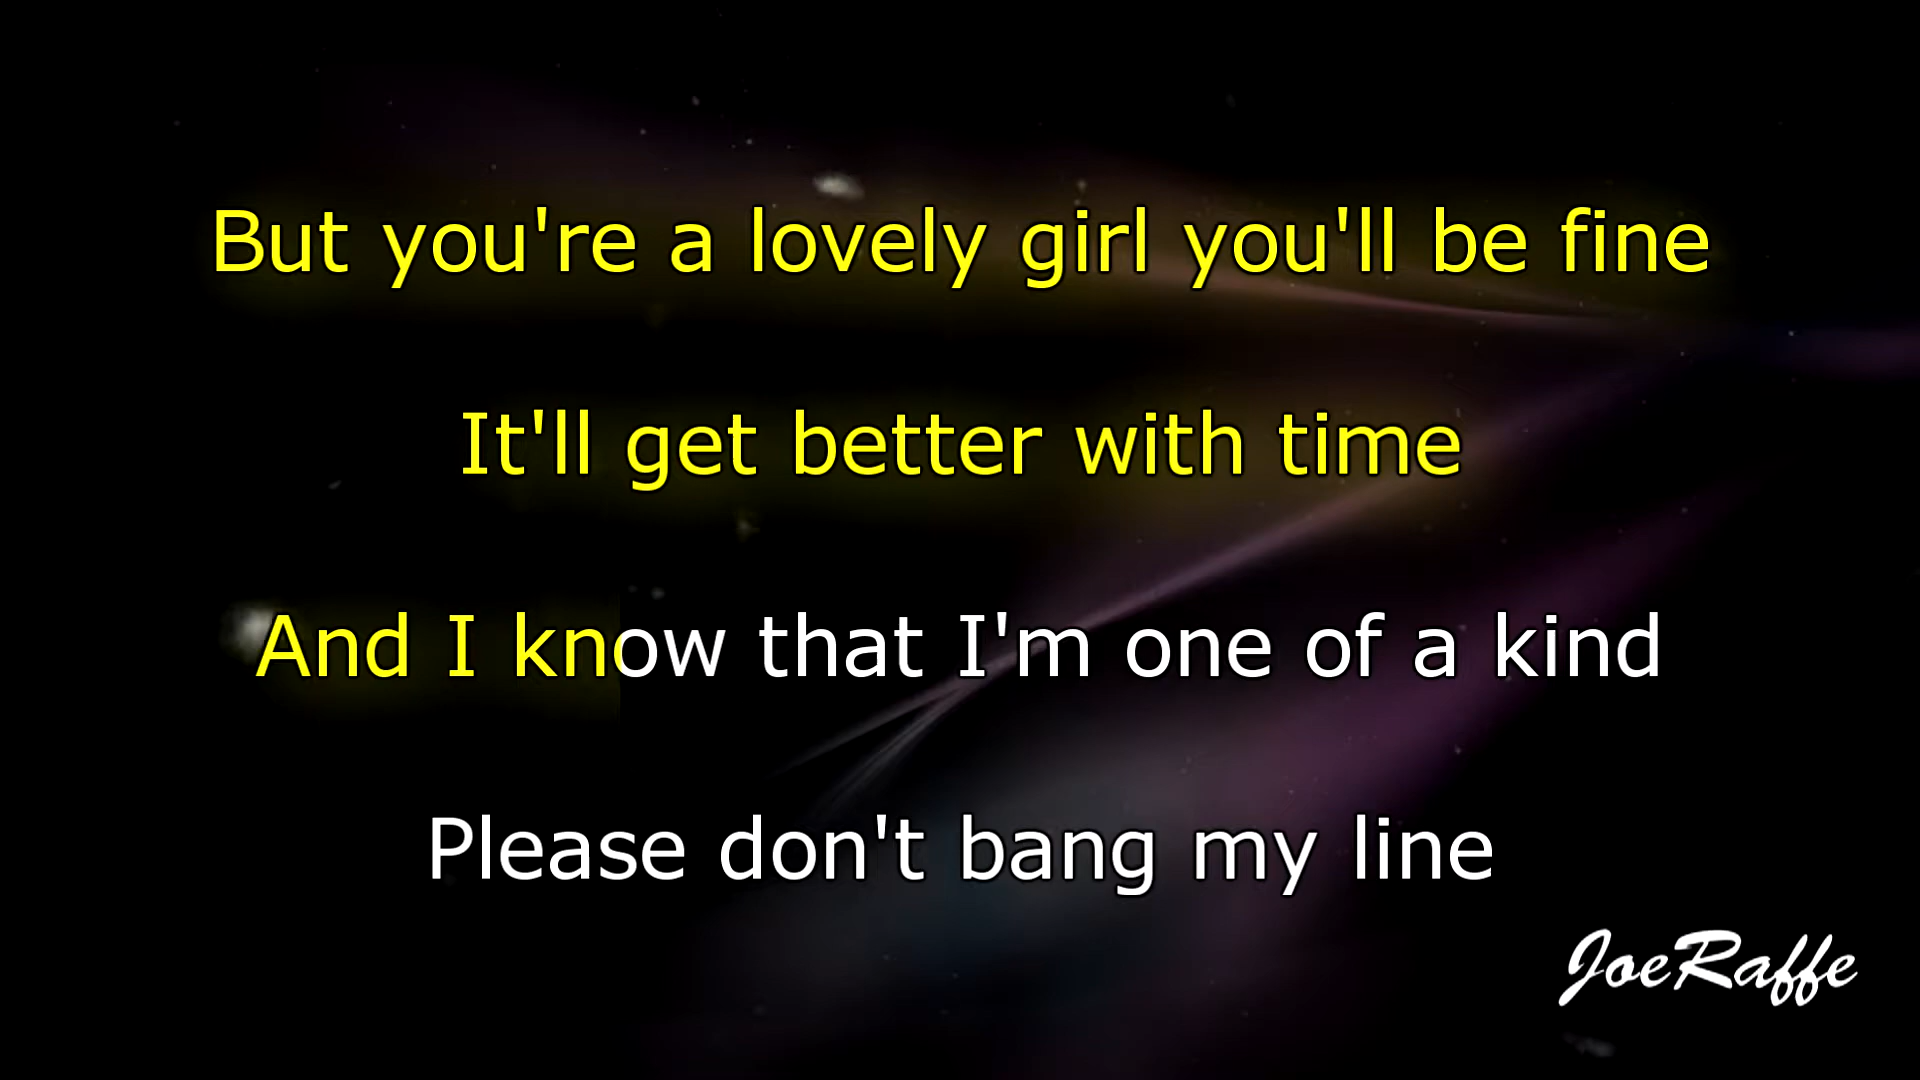 But you're a lovely girl you'll be fine
It'll get better with time
And I know that I'm one of a kind
Please don't bang my line
JoeRaffe